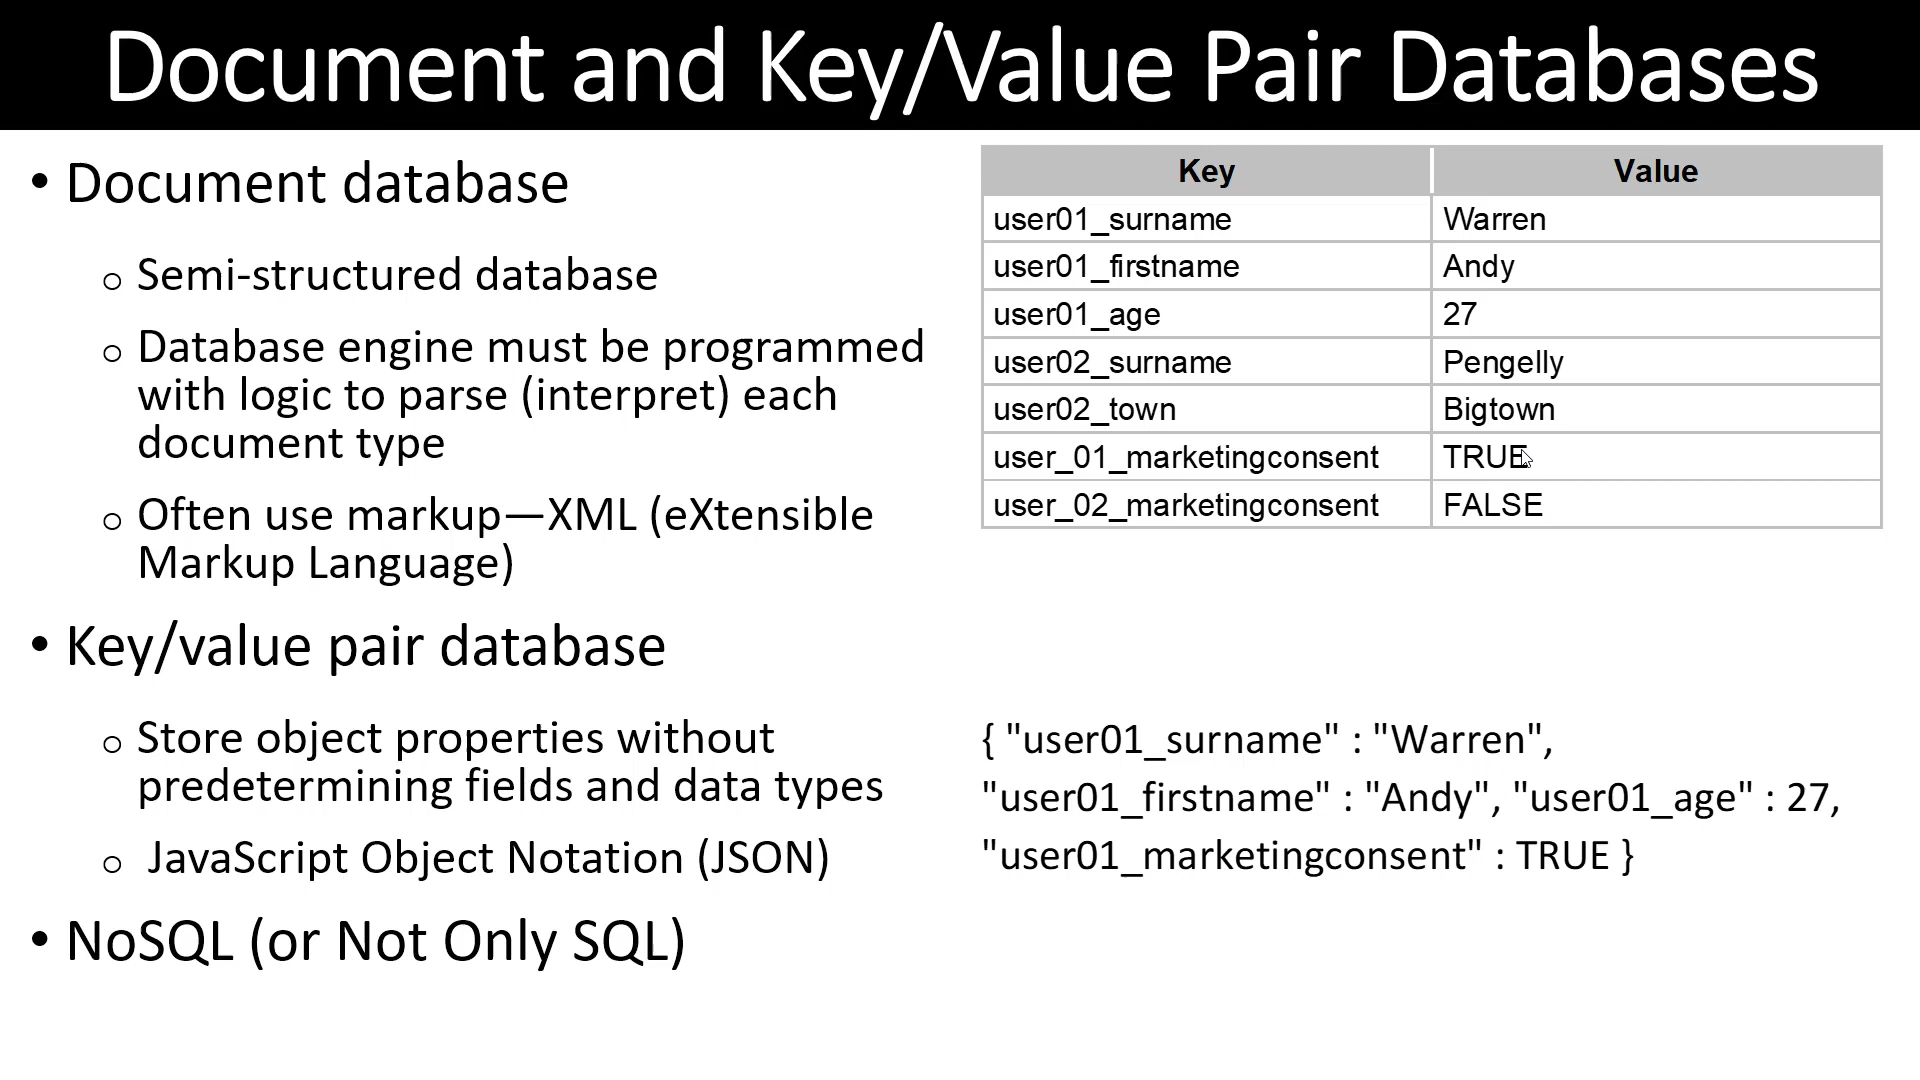 Document and Key/Value Pair Databases
• Document database
o Semi-structured database
o Database engine must be programmed
with logic to parse (interpret) each
document type
o Often use markup—XML (eXtensible
Markup Language)
• Key/value pair database
o Store object properties without
predetermining fields and data types
o JavaScript Object Notation (JSON)
• NoSQL (or Not Only SQL)
Key Value
user01_surname Warren
user01_firstname Andy
user01_age 27
user02_surname Pengelly
user02_town Bigtown
user_01_marketingconsent TRUE
user_02_marketingconsent FALSE
{ "user01_surname" : "Warren",
"user01_firstname" : "Andy", "user01_age" : 27,
"user01_marketingconsent" : TRUE }